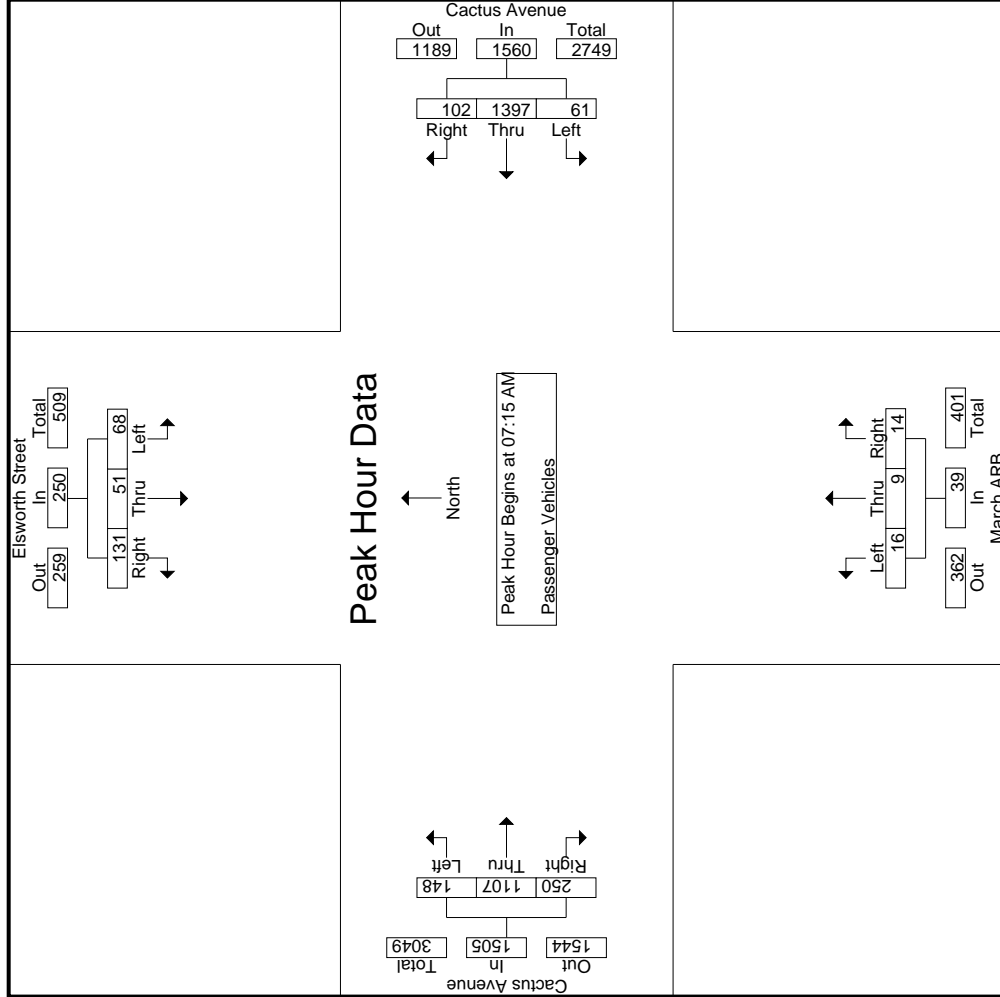 Cactus Avenue
Out In Total
1189 1560 2749
102 1397 61
Right Thru Left
Elsworth Street
Out In Total
259 250 509
131 51 68
Right Thru Left
Peak Hour Data
North
Peak Hour Begins at 07:15 AM
Passenger Vehicles
Left Thru Right
16 9 14
362 39 401
Out In Total
March ARB
Right Thru Left
250 1107 148
1544 1505 3049
Out In Total
Cactus Avenue